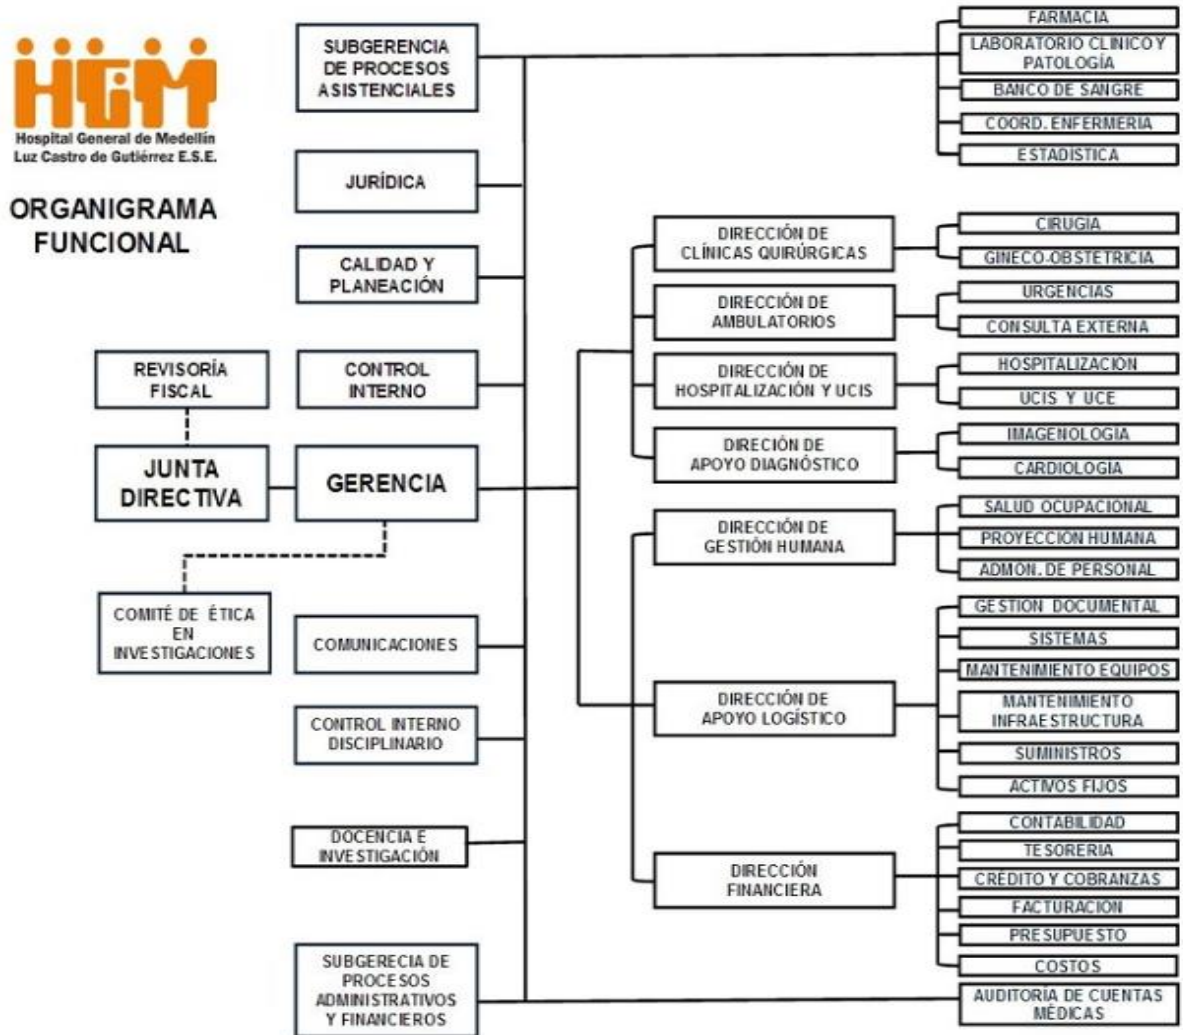 HGM
Hospital General de Medellín
Luz Castro de Gutiérrez E.S.E.
ORGANIGRAMA
FUNCIONAL
REVISORÍA
FISCAL
JUNTA
DIRECTIVA
COMITÉ DE ÉTICA
EN
INVESTIGACIONES
SUBGERENCIA
DE PROCESOS
ASISTENCIALES
JURÍDICA
CALIDAD Y
PLANEACIÓN
CONTROL
INTERNO
GERENCIA
COMUNICACIONES
CONTROL INTERNO
DISCIPLINARIO
DOCENCIA E
INVESTIGACIÓN
SUBGERECIA DE
PROCESOS
ADMINISTRATIVOS
Y FINANCIEROS
DIRECCIÓN DE
CLÍNICAS QUIRÚRGICAS
DIRECCIÓN DE
AMBULATORIOS
DIRECCIÓN DE
HOSPITALIZACIÓN Y UCIS
DIRECIÓN DE
APOYO DIAGNÓSTICO
DIRECCIÓN DE
GESTIÓN HUMANA
DIRECCIÓN DE
APOYO LOGÍSTICO
DIRECCIÓN
FINANCIERA
FARMACIA
LABORATORIO CLINICO Y
PATOLOGÍA
BANCO DE SANGRE
COORD. ENFERMERIA
ESTADÍSTICA
CIRUGIA
GINECO-OBSTETRICIA
URGENCIAS
CONSULTA EXTERNA
HOSPITALIZACIÓN
UCIS Y UCE
IMAGENOLOGIA
CARDIOLOGÍA
SALUD OCUPACIONAL
PROYECCIÓN HUMANA
ADMON. DE PERSONAL
GESTION DOCUMENTAL
SISTEMAS
MANTENIMIENTO EQUIPOS
MANTENIMIENTO
INFRAESTRUCTURA
SUMINISTROS
ACTIVOS FIJOS
CONTABILIDAD
TESORERIA
CRÉDITO Y COBRANZAS
FACTURACION
PRESUPUESTO
COSTOS
AUDITORÍA DE CUENTAS
MÉDICAS